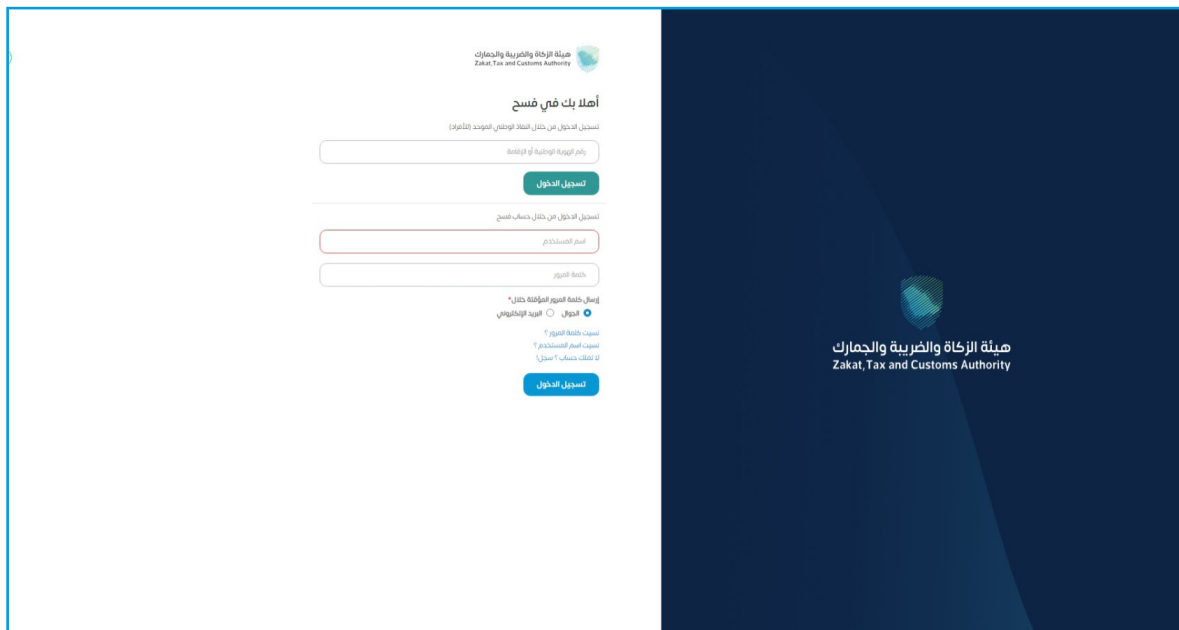 هيئة الزكاة والضريبة والجمارك
Zakat, Tax and Customs Authority
أهلا بك في فسح
تسجيل الدخول من خلال النفاذ الوطني الموحد (للأفراد)
رقم الهوية الوطنية أو الإقامة
تسجيل الدخول
تسجيل الدخول من خلال حساب فسح
اسم المستخدم
كلمة المرور
إرسال كلمة المرور المؤقتة خلال*
الجوال البريد الإلكتروني
نسيت كلمة المرور ؟
نسيت اسم المستخدم ؟
لا تملك حساب ؟ سجل!
تسجيل الدخول
هيئة الزكاة والضريبة والجمارك
Zakat, Tax and Customs Authority